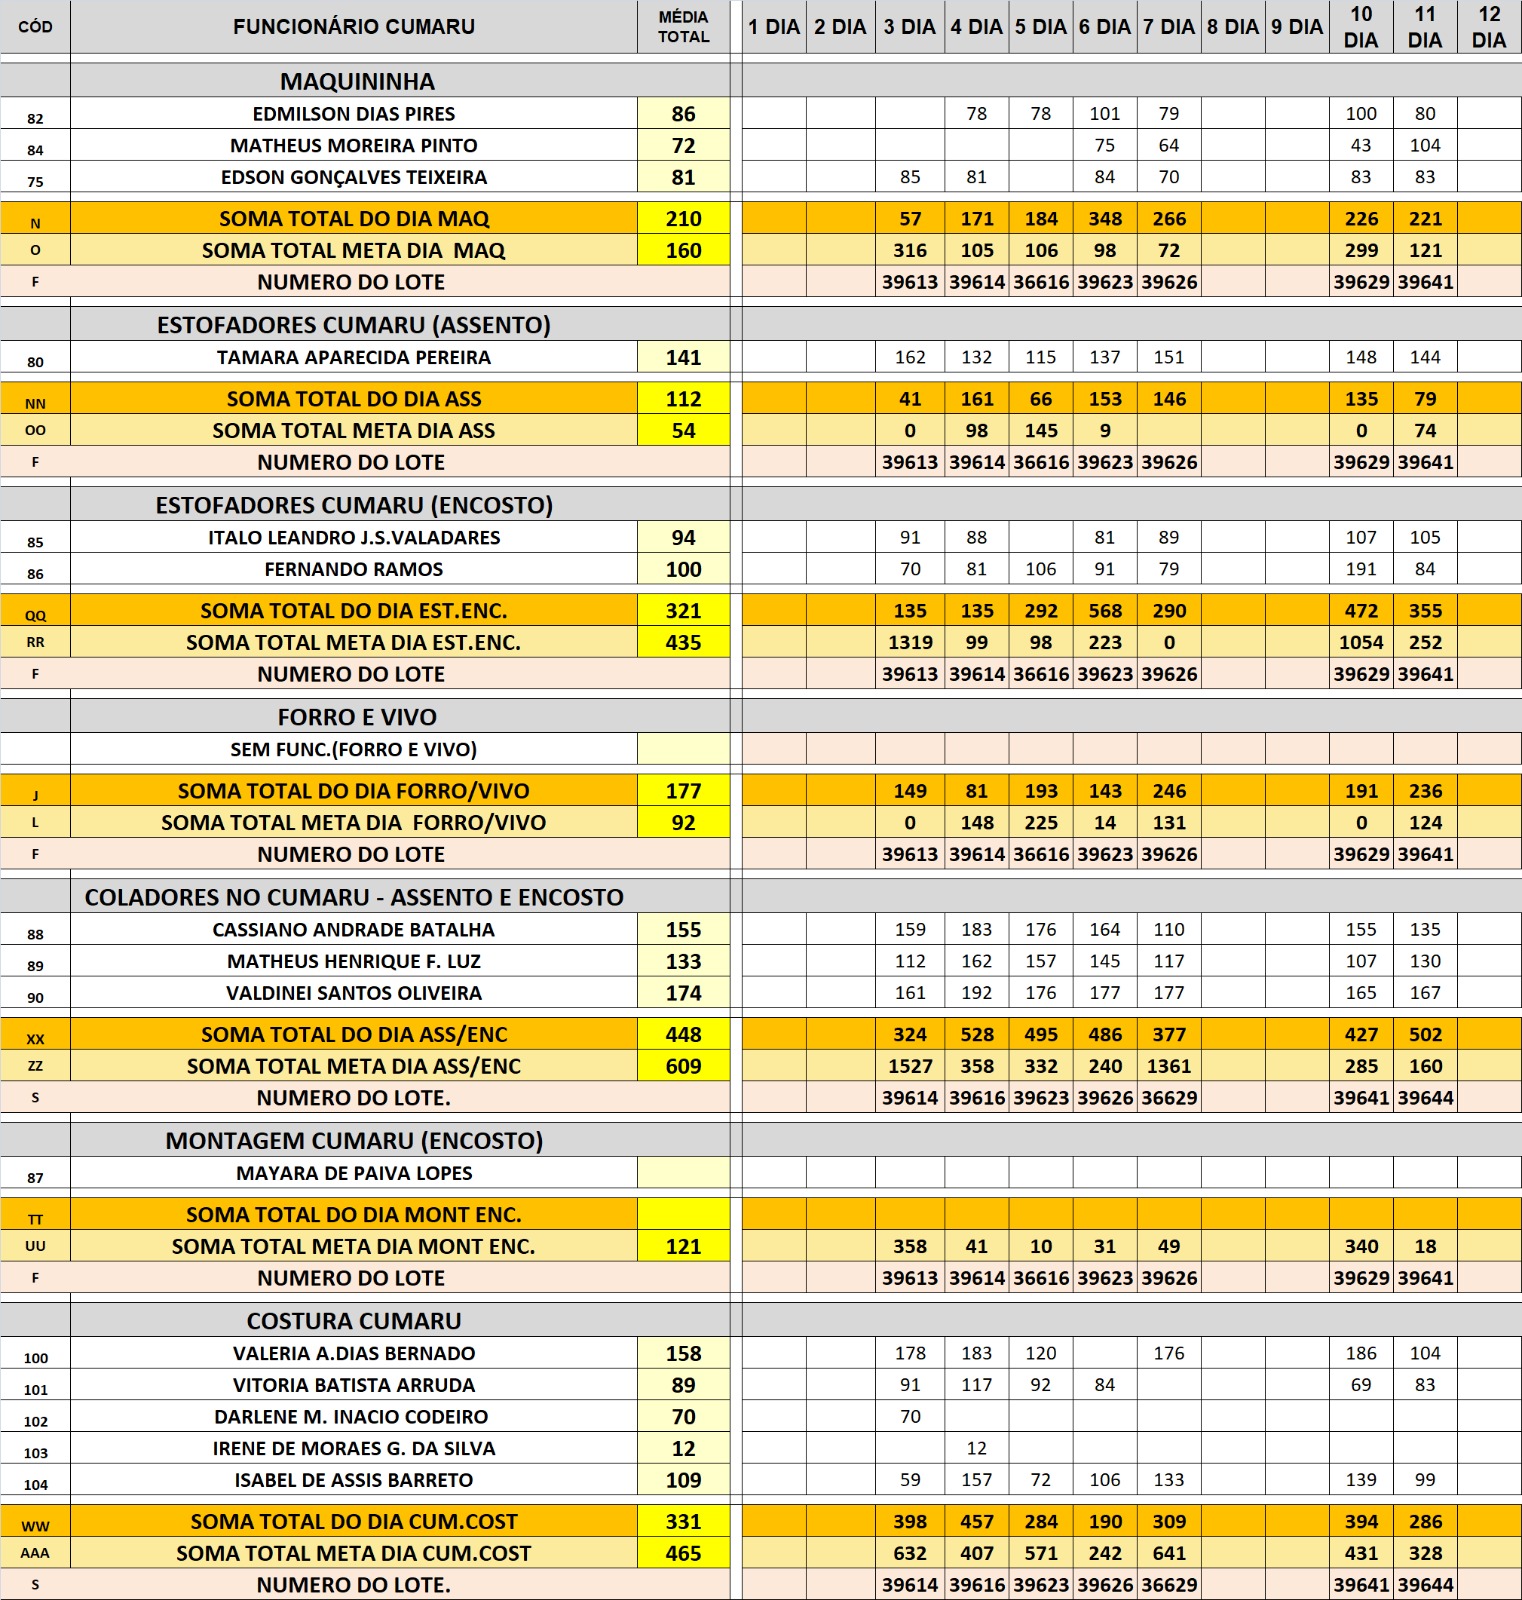 CÓD FUNCIONÁRIO CUMARU MÉDIA TOTAL 1 DIA 2 DIA 3 DIA 4 DIA 5 DIA 6 DIA 7 DIA 8 DIA 9 DIA 10 DIA 11 DIA 12 DIA
MAQUININHA
82 EDMILSON DIAS PIRES 86 78 78 101 79 100 80
84 MATHEUS MOREIRA PINTO 72 75 64 43 104
75 EDSON GONÇALVES TEIXEIRA 81 85 81 84 70 83 83
N SOMA TOTAL DO DIA MAQ 210 57 171 184 348 266 226 221
O SOMA TOTAL META DIA MAQ 160 316 105 106 98 72 299 121
F NUMERO DO LOTE 39613 39614 36616 39623 39626 39629 39641
ESTOFADORES CUMARU (ASSENTO)
80 TAMARA APARECIDA PEREIRA 141 162 132 115 137 151 148 144
NN SOMA TOTAL DO DIA ASS 112 41 161 66 153 146 135 79
OO SOMA TOTAL META DIA ASS 54 0 98 145 9 0 74
F NUMERO DO LOTE 39613 39614 36616 39623 39626 39629 39641
ESTOFADORES CUMARU (ENCOSTO)
85 ITALO LEANDRO J.S.VALADARES 94 91 88 81 89 107 105
86 FERNANDO RAMOS 100 70 81 106 91 79 191 84
QQ SOMA TOTAL DO DIA EST.ENC. 321 135 135 292 568 290 472 355
RR SOMA TOTAL META DIA EST.ENC. 435 1319 99 98 223 0 1054 252
F NUMERO DO LOTE 39613 39614 36616 39623 39626 39629 39641
FORRO E VIVO
SEM FUNC.(FORRO E VIVO)
J SOMA TOTAL DO DIA FORRO/VIVO 177 149 81 193 143 246 191 236
L SOMA TOTAL META DIA FORRO/VIVO 92 0 148 225 14 131 0 124
F NUMERO DO LOTE 39613 39614 36616 39623 39626 39629 39641
COLADORES NO CUMARU - ASSENTO E ENCOSTO
88 CASSIANO ANDRADE BATALHA 155 159 183 176 164 110 155 135
89 MATHEUS HENRIQUE F. LUZ 133 112 162 157 145 117 107 130
90 VALDINEI SANTOS OLIVEIRA 174 161 192 176 177 177 165 167
XX SOMA TOTAL DO DIA ASS/ENC 448 324 528 495 486 377 427 502
ZZ SOMA TOTAL META DIA ASS/ENC 609 1527 358 332 240 1361 285 160
S NUMERO DO LOTE. 39614 39616 39623 39626 36629 39641 39644
MONTAGEM CUMARU (ENCOSTO)
87 MAYARA DE PAIVA LOPES
TT SOMA TOTAL DO DIA MONT ENC.
UU SOMA TOTAL META DIA MONT ENC. 121 358 41 10 31 49 340 18
F NUMERO DO LOTE 39613 39614 36616 39623 39626 39629 39641
COSTURA CUMARU
100 VALERIA A.DIAS BERNADO 158 178 183 120 176 186 104
101 VITORIA BATISTA ARRUDA 89 91 117 92 84 69 83
102 DARLENE M. INACIO CODEIRO 70 70
103 IRENE DE MORAES G. DA SILVA 12 12
104 ISABEL DE ASSIS BARRETO 109 59 157 72 106 133 139 99
WW SOMA TOTAL DO DIA CUM.COST 331 398 457 284 190 309 394 286
AAA SOMA TOTAL META DIA CUM.COST 465 632 407 571 242 641 431 328
S NUMERO DO LOTE. 39614 39616 39623 39626 36629 39641 39644